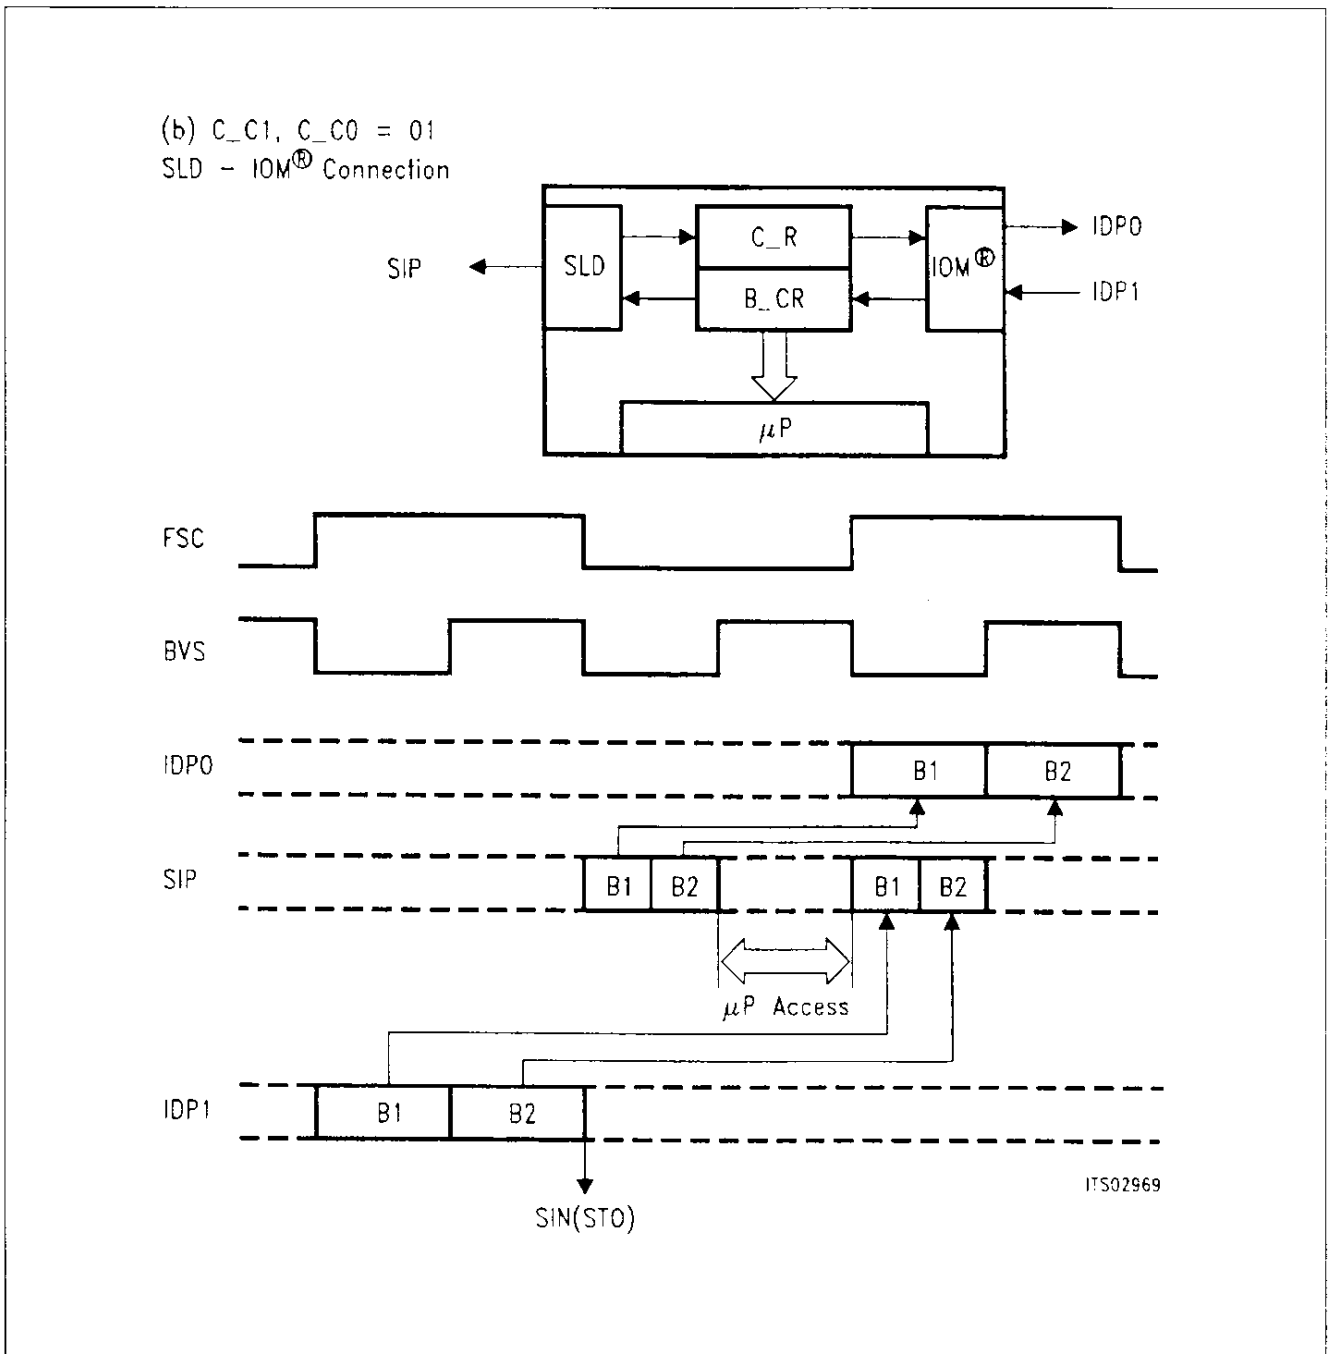 (b) C_C1, C_C0 = 01
SLD - IOM® Connection
SIP
SLD
C_R
B_CR
IOM®
IDP0
IDP1
μP
FSC
BVS
IDP0
B1 B2
SIP
B1 B2 B1 B2
μP Access
IDP1
B1 B2
SIN(ST0)
ITS02969